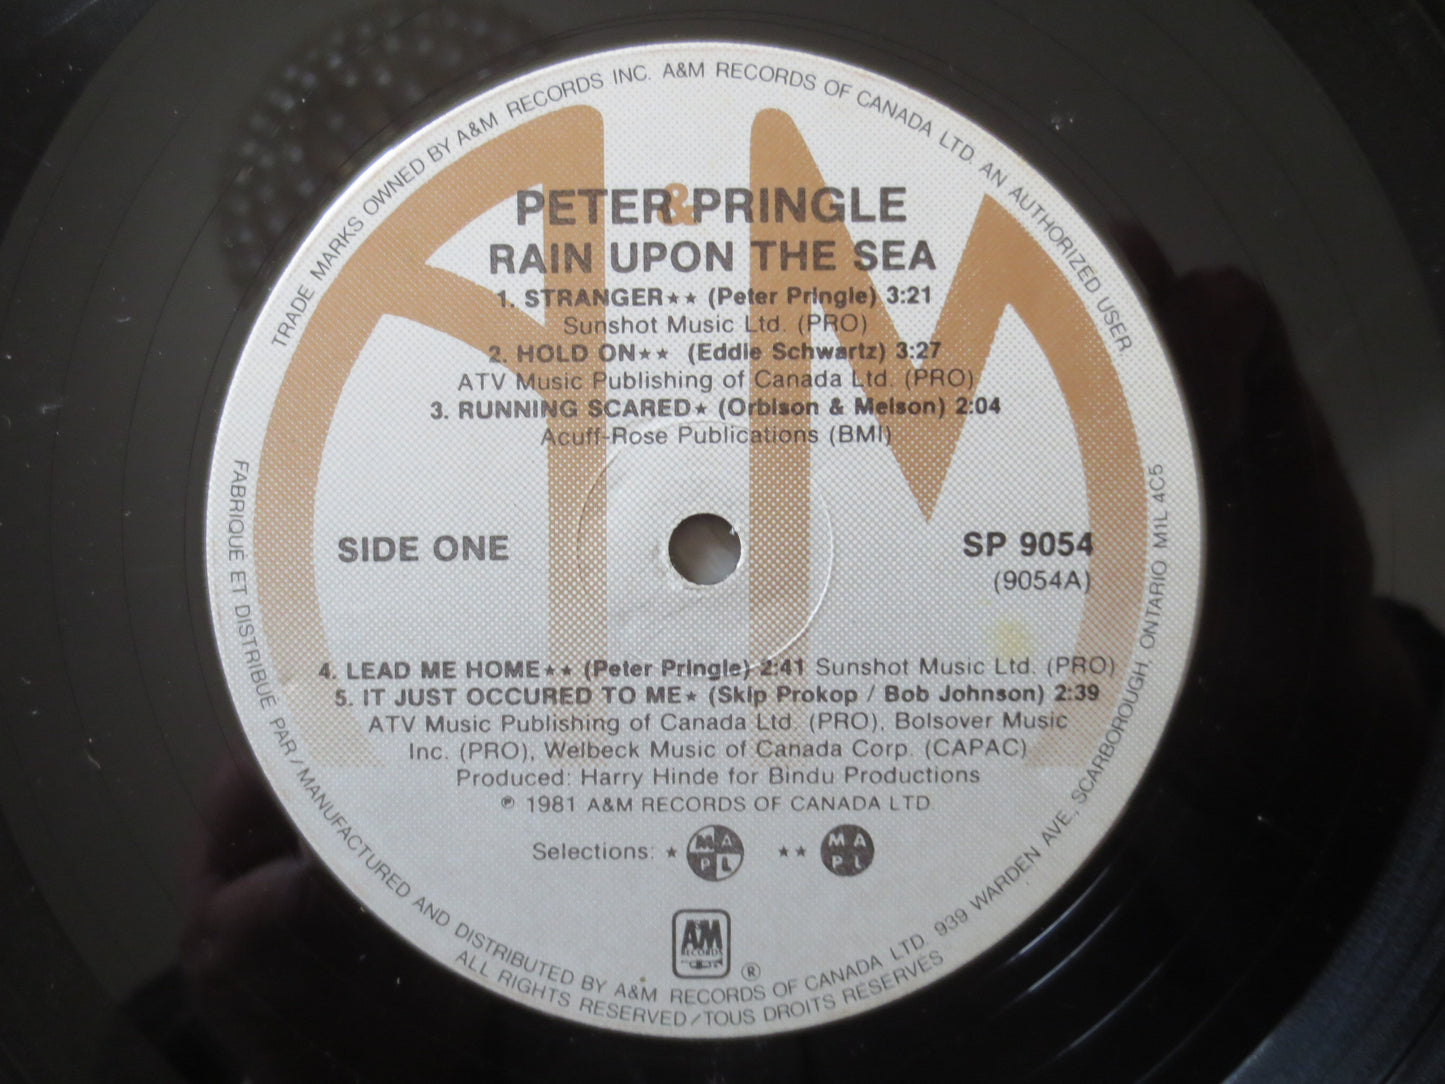 TRADE MARKS OWNED BY A&M RECORDS INC. A&M RECORDS OF CANADA LTD. AN AUTHORIZED USER.
&
PETER PRINGLE
RAIN UPON THE SEA
1. STRANGER★★ (Peter Pringle) 3:21
Sunshot Music Ltd. (PRO)
2. HOLD ON★★ (Eddie Schwartz) 3:27
ATV Music Publishing of Canada Ltd. (PRO)
3. RUNNING SCARED★ (Orbison & Melson) 2:04
Acuff-Rose Publications (BMI)
SIDE ONE
SP 9054
(9054A)
4. LEAD ME HOME★★ (Peter Pringle) 2:41 Sunshot Music Ltd. (PRO)
5. IT JUST OCCURED TO ME★ (Skip Prokop / Bob Johnson) 2:39
ATV Music Publishing of Canada Ltd. (PRO), Bolsover Music
Inc. (PRO), Welbeck Music of Canada Corp. (CAPAC)
Produced: Harry Hinde for Bindu Productions
℗ 1981 A&M RECORDS OF CANADA LTD
Selections: ★ MAPL ★★ MAPL
A&M
RECORDS
®
FABRIQUE ET DISTRIBUÉ PAR/MANUFACTURED AND DISTRIBUTED BY A&M RECORDS OF CANADA LTD. 939 WARDEN AVE., SCARBOROUGH, ONTARIO M1L 4C5
ALL RIGHTS RESERVED/TOUS DROITS RESERVES